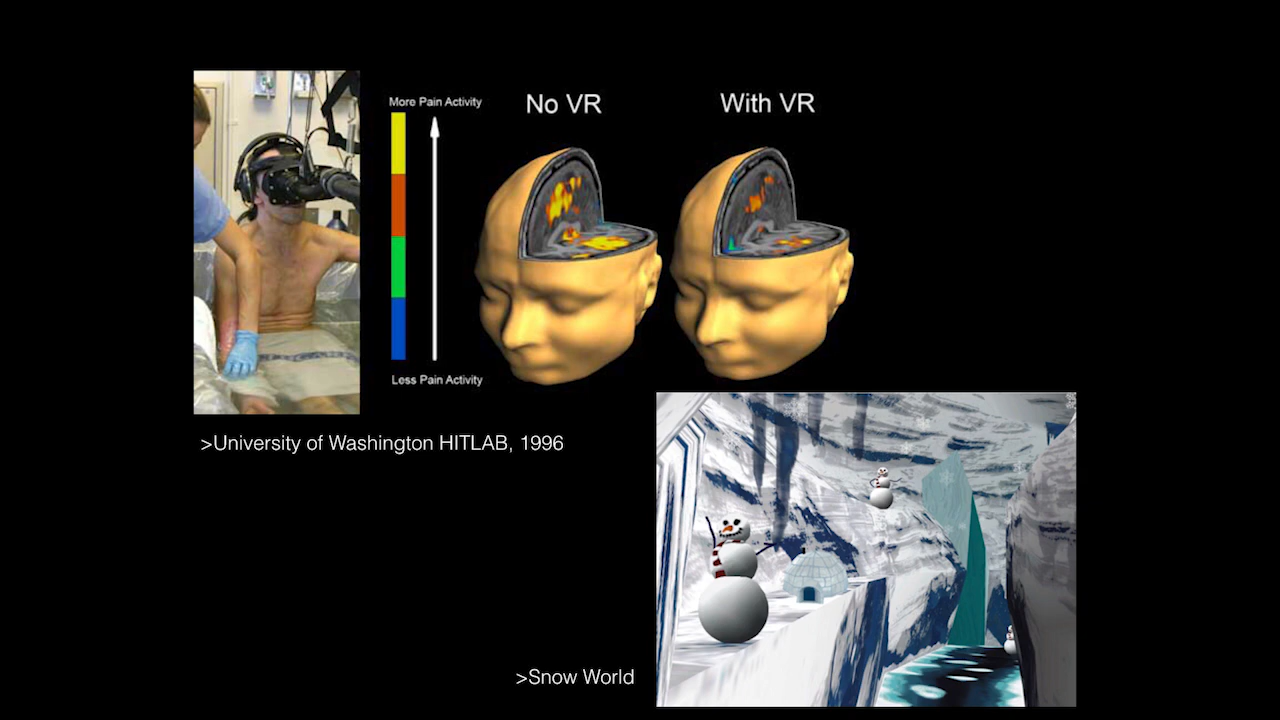 More Pain Activity
No VR
With VR
Less Pain Activity
>University of Washington HITLAB, 1996
>Snow World